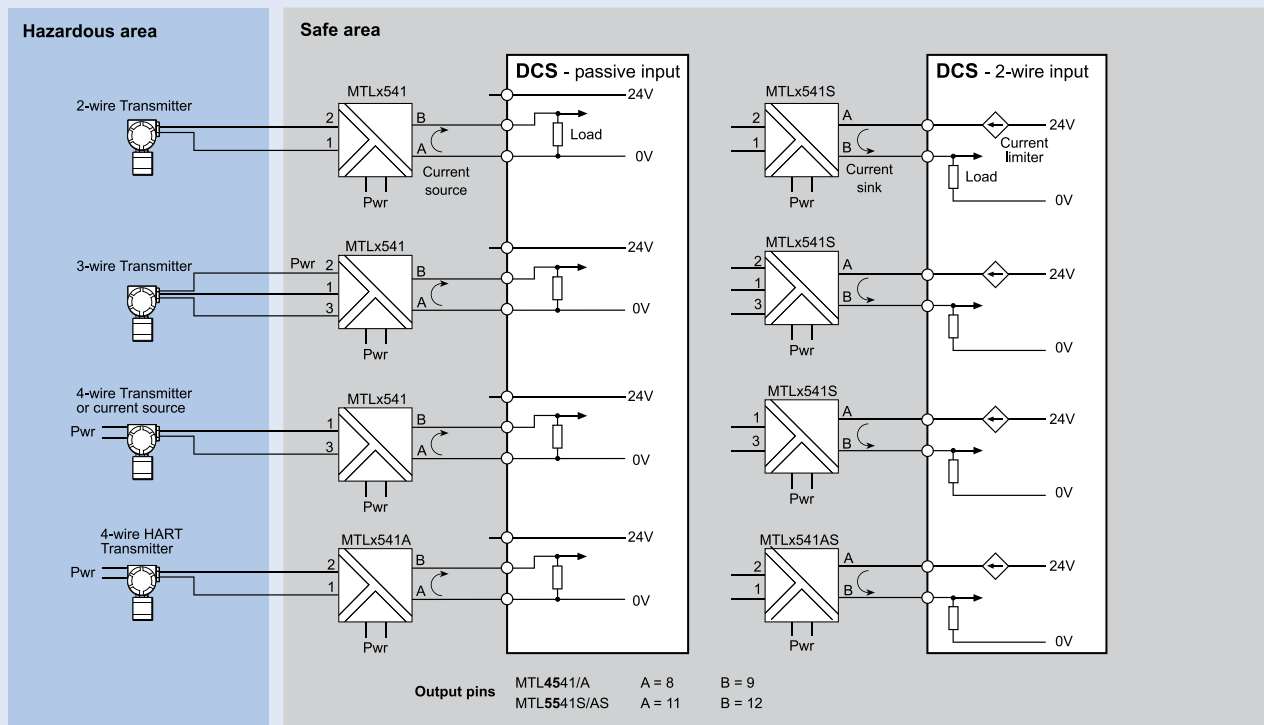 Hazardous area
Safe area
DCS - passive input
DCS - 2-wire input
2-wire Transmitter
MTLx541
2
1
B
A
Current
source
Pwr
24V
Load
0V
MTLx541S
2
1
A
B
Current
sink
Pwr
24V
Current
limiter
Load
0V
3-wire Transmitter
Pwr
MTLx541
2
1
3
B
A
Pwr
24V
0V
MTLx541S
2
1
3
A
B
Pwr
24V
0V
4-wire Transmitter
or current source
Pwr
MTLx541
1
3
B
A
Pwr
24V
0V
MTLx541S
1
3
A
B
Pwr
24V
0V
4-wire HART
Transmitter
Pwr
MTLx541A
2
1
B
A
Pwr
24V
0V
MTLx541AS
2
1
A
B
Pwr
24V
0V
Output pins MTL4541/A A = 8 B = 9
MTL5541S/AS A = 11 B = 12